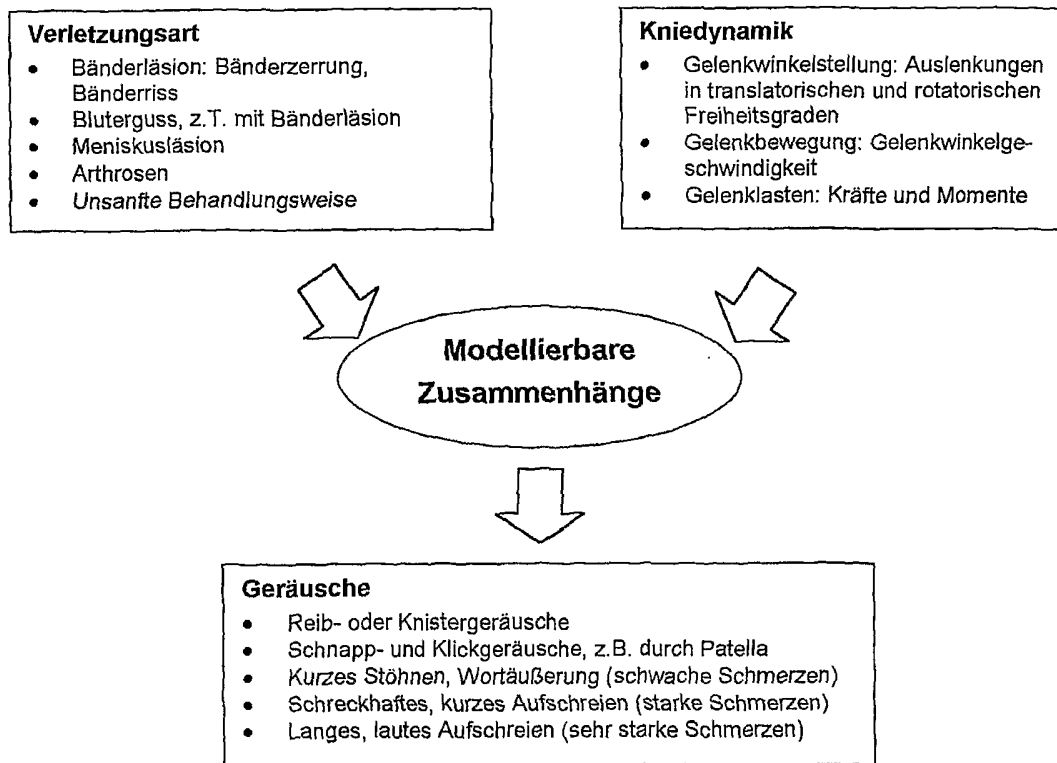 Verletzungsart
• Bänderläsion: Bänderzerrung,
Bänderriss
• Bluterguss, z.T. mit Bänderläsion
• Meniskusläsion
• Arthrosen
• Unsanfte Behandlungsweise
Kniedynamik
• Gelenkwinkelstellung: Auslenkungen
in translatorischen und rotatorischen
Freiheitsgraden
• Gelenkbewegung: Gelenkwinkelge-
schwindigkeit
• Gelenklasten: Kräfte und Momente
Modellierbare
Zusammenhänge
Geräusche
• Reib- oder Knistergeräusche
• Schnapp- und Klickgeräusche, z.B. durch Patella
• Kurzes Stöhnen, Wortäußerung (schwache Schmerzen)
• Schreckhaftes, kurzes Aufschreien (starke Schmerzen)
• Langes, lautes Aufschreien (sehr starke Schmerzen)